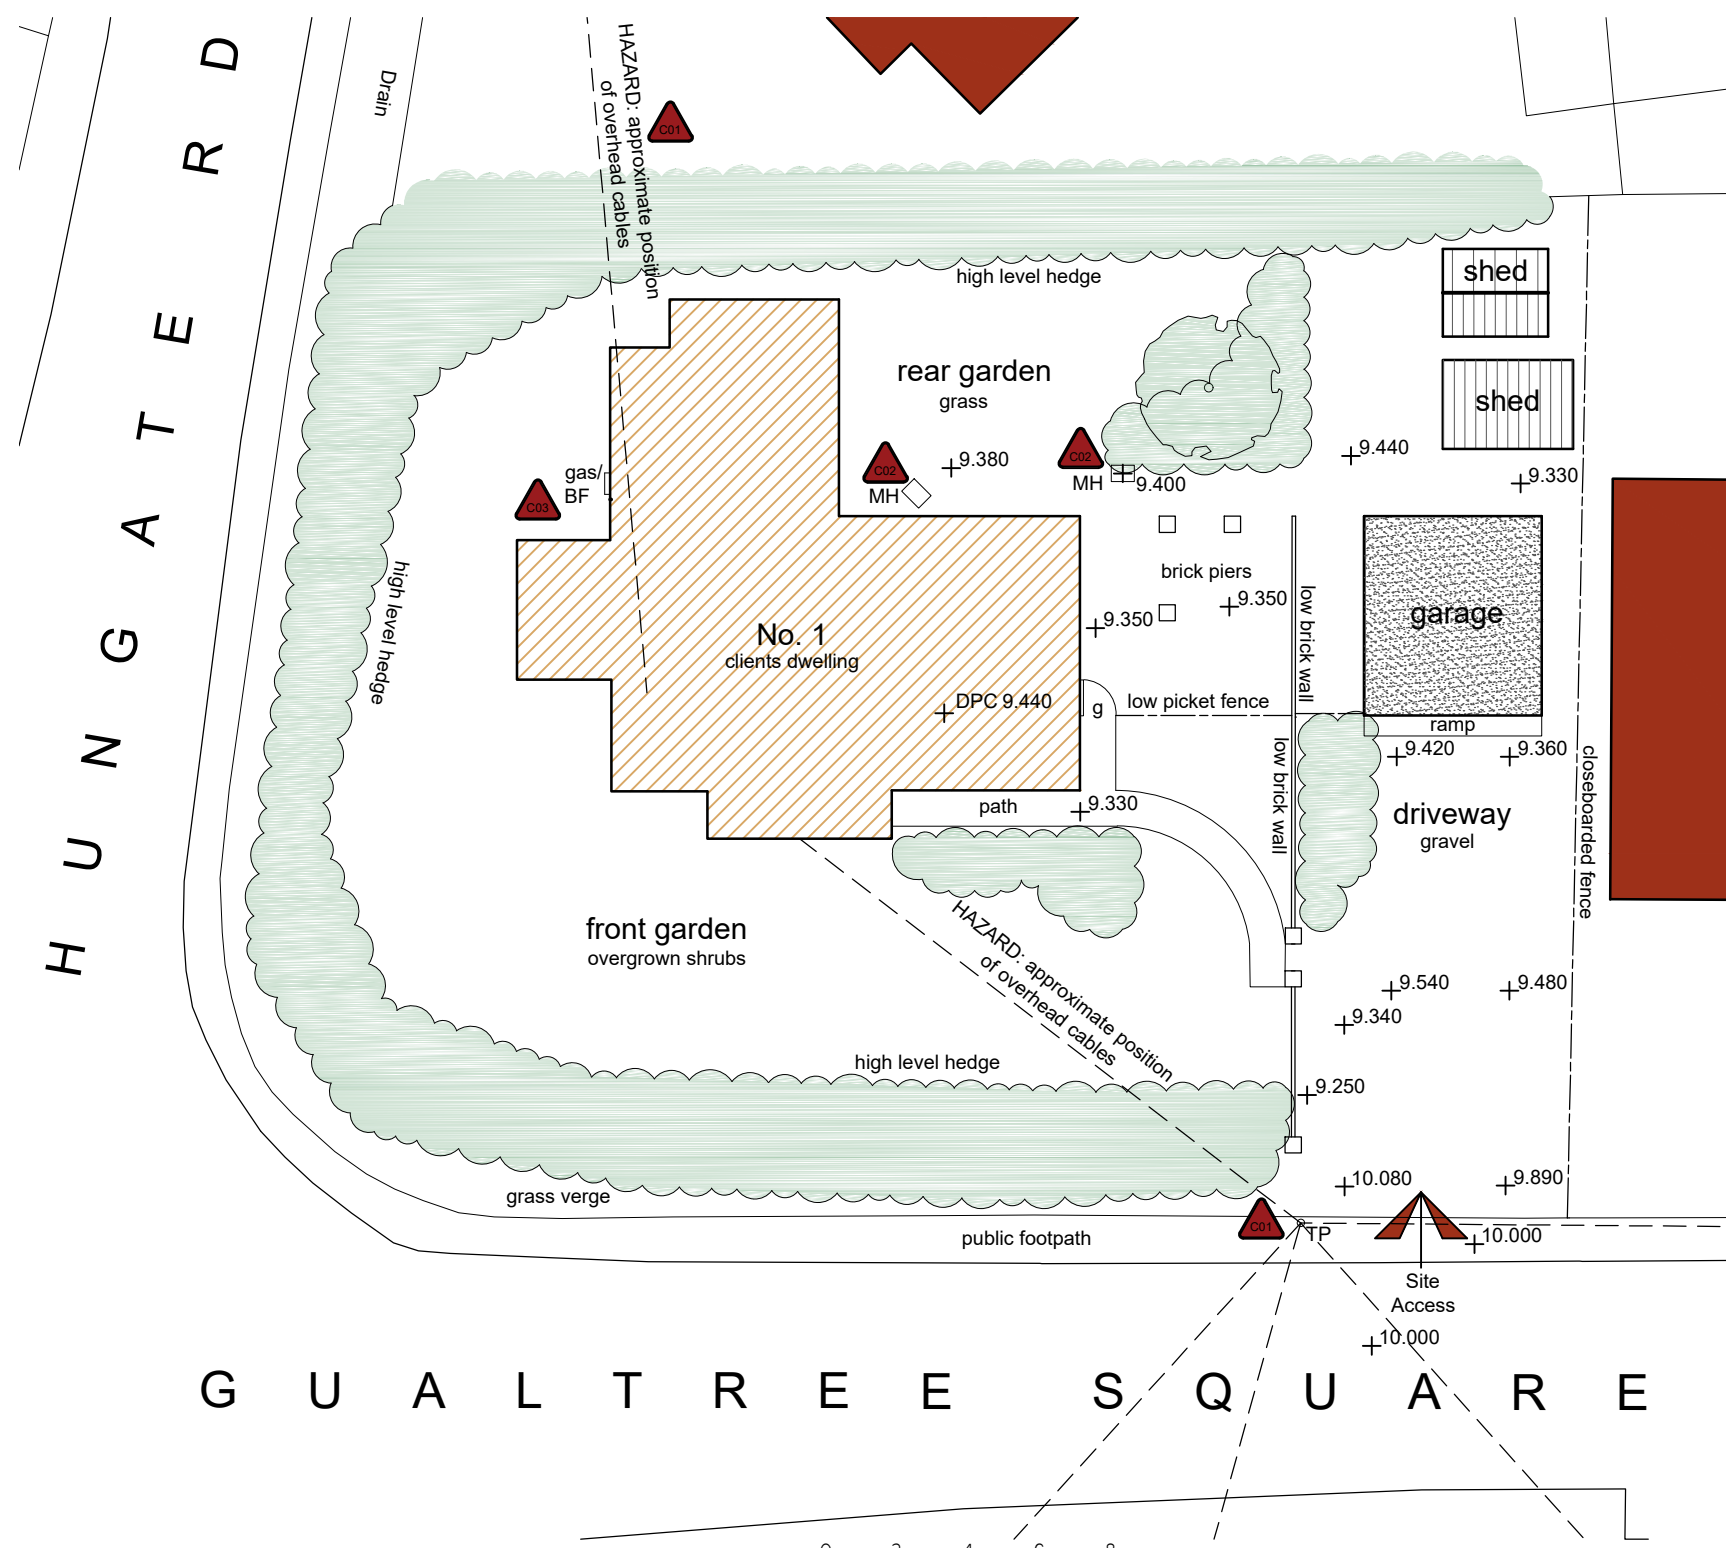 HUNGATE RD
Drain
HAZARD: approximate position
of overhead cables
C01
high level hedge
shed
shed
rear garden
grass
C02
MH
9.380
C02
MH
9.400
9.440
9.330
gas/
BF
C03
high level hedge
brick piers
9.350
9.350
low brick wall
garage
No. 1
clients dwelling
DPC 9.440
g
low picket fence
ramp
9.420
9.360
low brick wall
closeboarded fence
path
9.330
driveway
gravel
front garden
overgrown shrubs
HAZARD: approximate position
of overhead cables
9.540
9.480
9.340
high level hedge
9.250
10.080
9.890
grass verge
C01
TP
public footpath
10.000
Site
Access
10.000
GUALTREE SQUARE